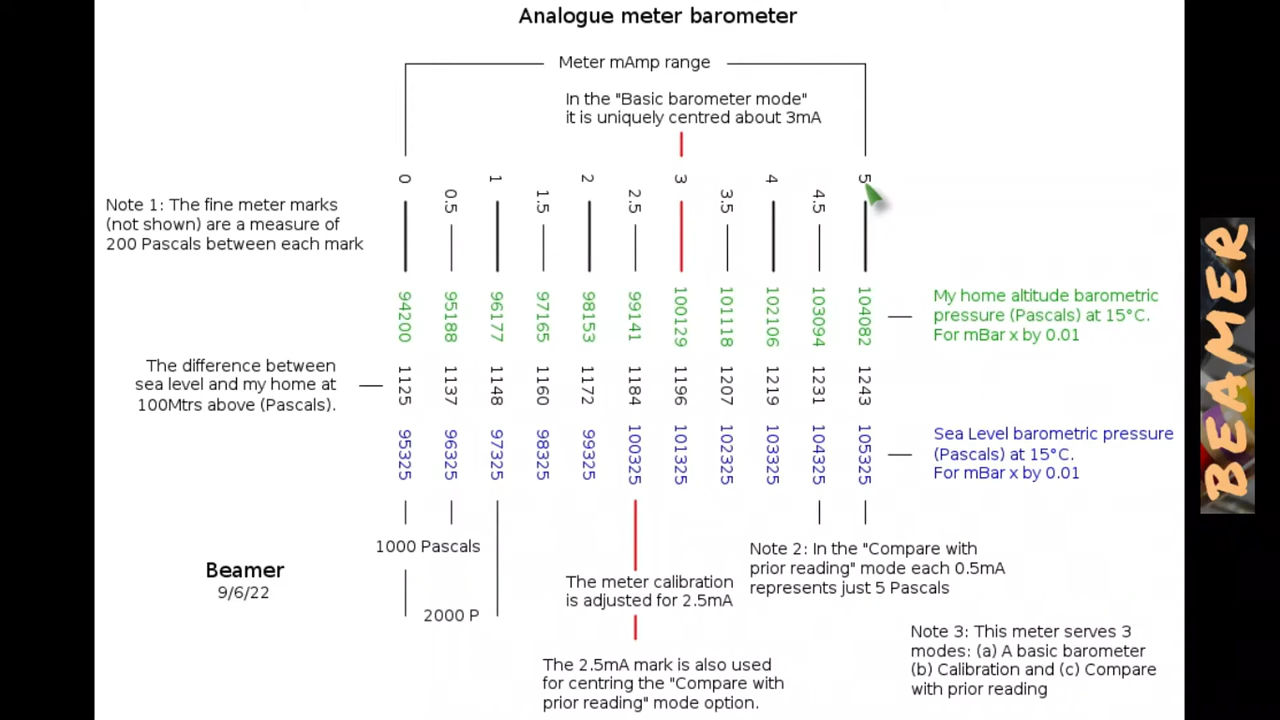 Analogue meter barometer
Meter mAmp range
In the "Basic barometer mode"
it is uniquely centred about 3mA
0 0.5 1 1.5 2 2.5 3 3.5 4 4.5 5
Note 1: The fine meter marks
(not shown) are a measure of
200 Pascals between each mark
94200 95188 96177 97165 98153 99141 100129 101118 102106 103094 104082
My home altitude barometric
pressure (Pascals) at 15°C.
For mBar x by 0.01
The difference between
sea level and my home at
100Mtrs above (Pascals).
1125 1137 1148 1160 1172 1184 1196 1207 1219 1231 1243
95325 96325 97325 98325 99325 100325 101325 102325 103325 104325 105325
Sea Level barometric pressure
(Pascals) at 15°C.
For mBar x by 0.01
1000 Pascals
2000 P
Beamer
9/6/22
The meter calibration
is adjusted for 2.5mA
The 2.5mA mark is also used
for centring the "Compare with
prior reading" mode option.
Note 2: In the "Compare with
prior reading" mode each 0.5mA
represents just 5 Pascals
Note 3: This meter serves 3
modes: (a) A basic barometer
(b) Calibration and (c) Compare
with prior reading
BEAMER